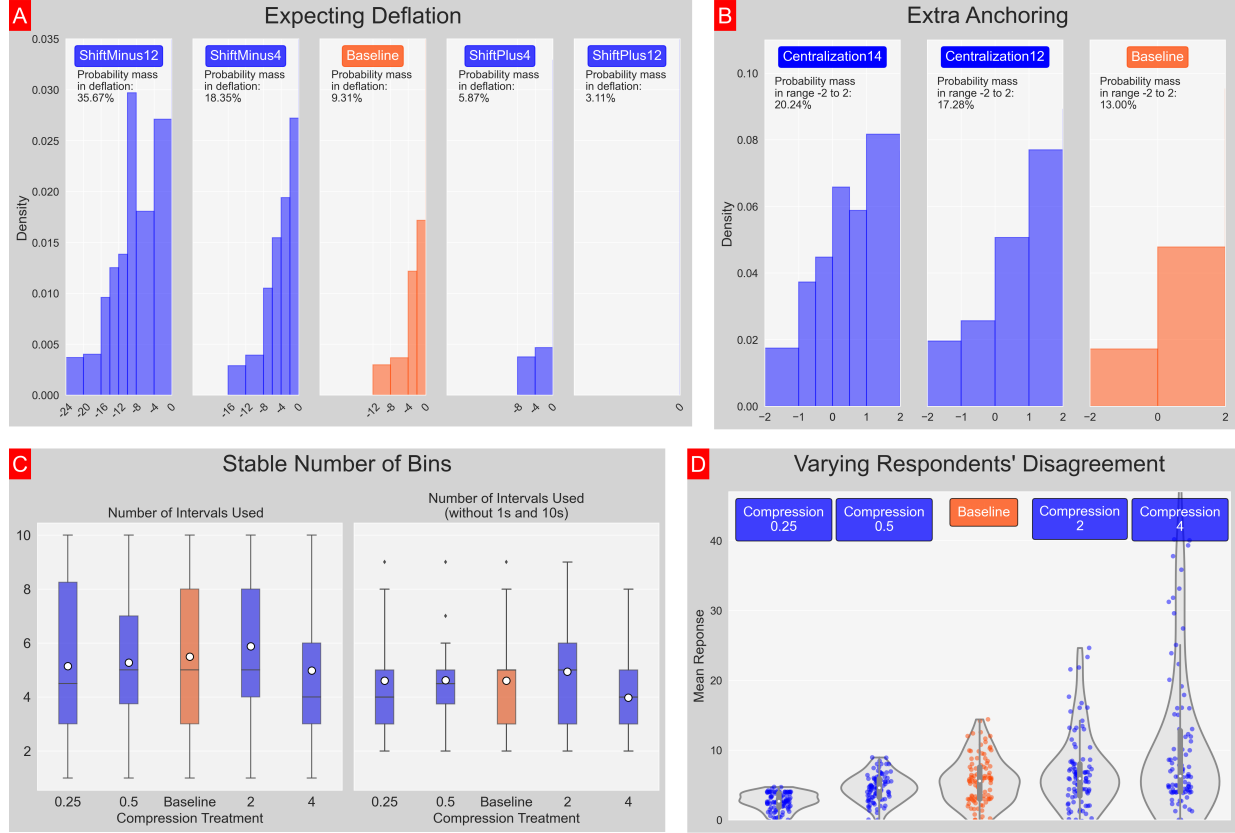 A
Expecting Deflation
ShiftMinus12
Probability mass
in deflation:
35.67%
ShiftMinus4
Probability mass
in deflation:
18.35%
Baseline
Probability mass
in deflation:
9.31%
ShiftPlus4
Probability mass
in deflation:
5.87%
ShiftPlus12
Probability mass
in deflation:
3.11%
Density
0.035
0.030
0.025
0.020
0.015
0.010
0.005
0.000
-24 -20 -16 -12 -8 -4 0
-16 -12 -8 -4 0
-12 -8 -4 0
-8 -4 0
0
B
Extra Anchoring
Centralization14
Probability mass
in range -2 to 2:
20.24%
Centralization12
Probability mass
in range -2 to 2:
17.28%
Baseline
Probability mass
in range -2 to 2:
13.00%
Density
0.10
0.08
0.06
0.04
0.02
0.00
−2 −1 0 1 2
−2 −1 0 1 2
−2 0 2
C
Stable Number of Bins
Number of Intervals Used
Number of Intervals Used
(without 1s and 10s)
10
8
6
4
2
0.25 0.5 Baseline 2 4
Compression Treatment
0.25 0.5 Baseline 2 4
Compression Treatment
D
Varying Respondents' Disagreement
Compression
0.25
Compression
0.5
Baseline
Compression
2
Compression
4
Mean Reponse
40
30
20
10
0